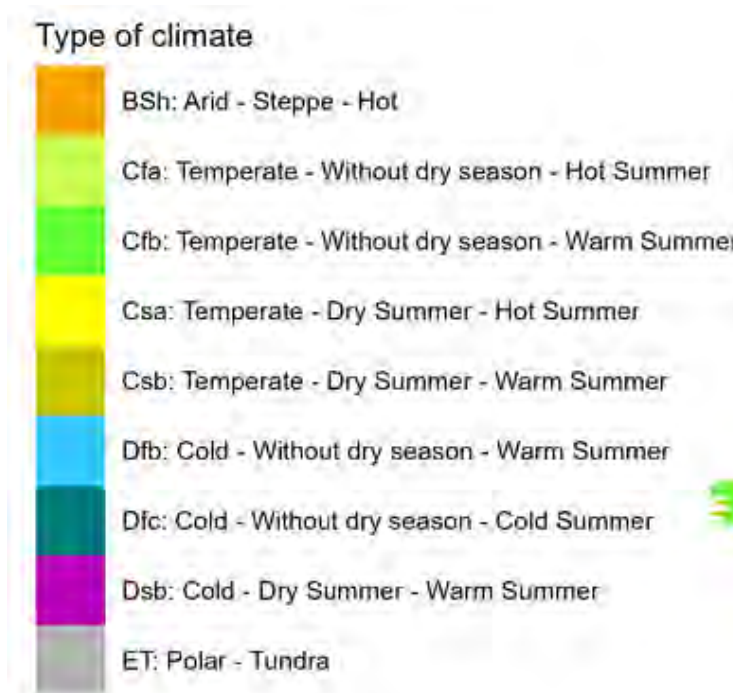 Type of climate
BSh: Arid - Steppe - Hot
Cfa: Temperate - Without dry season - Hot Summer
Cfb: Temperate - Without dry season - Warm Summer
Csa: Temperate - Dry Summer - Hot Summer
Csb: Temperate - Dry Summer - Warm Summer
Dfb: Cold - Without dry season - Warm Summer
Dfc: Cold - Without dry season - Cold Summer
Dsb: Cold - Dry Summer - Warm Summer
ET: Polar - Tundra